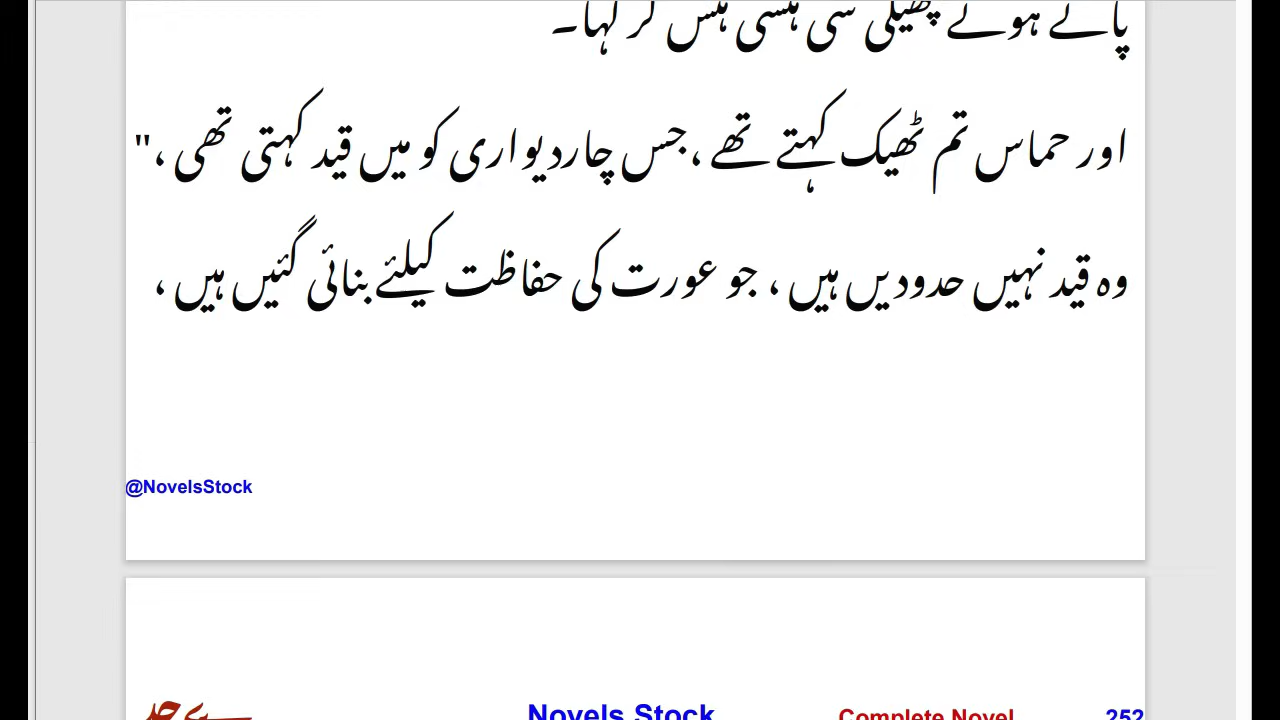 پاتے ہوئے پھیکی سی ہنسی ہنس کر کہا۔
اور حماس تم ٹھیک کہتے تھے ،جس چاردیواری کو میں قید کہتی تھی ،"
وہ قید نہیں حدودیں ہیں ، جو عورت کی حفاظت کیلئے بنائی گئیں ہیں ،
@NovelsStock
Novels Stock Complete Novel 252